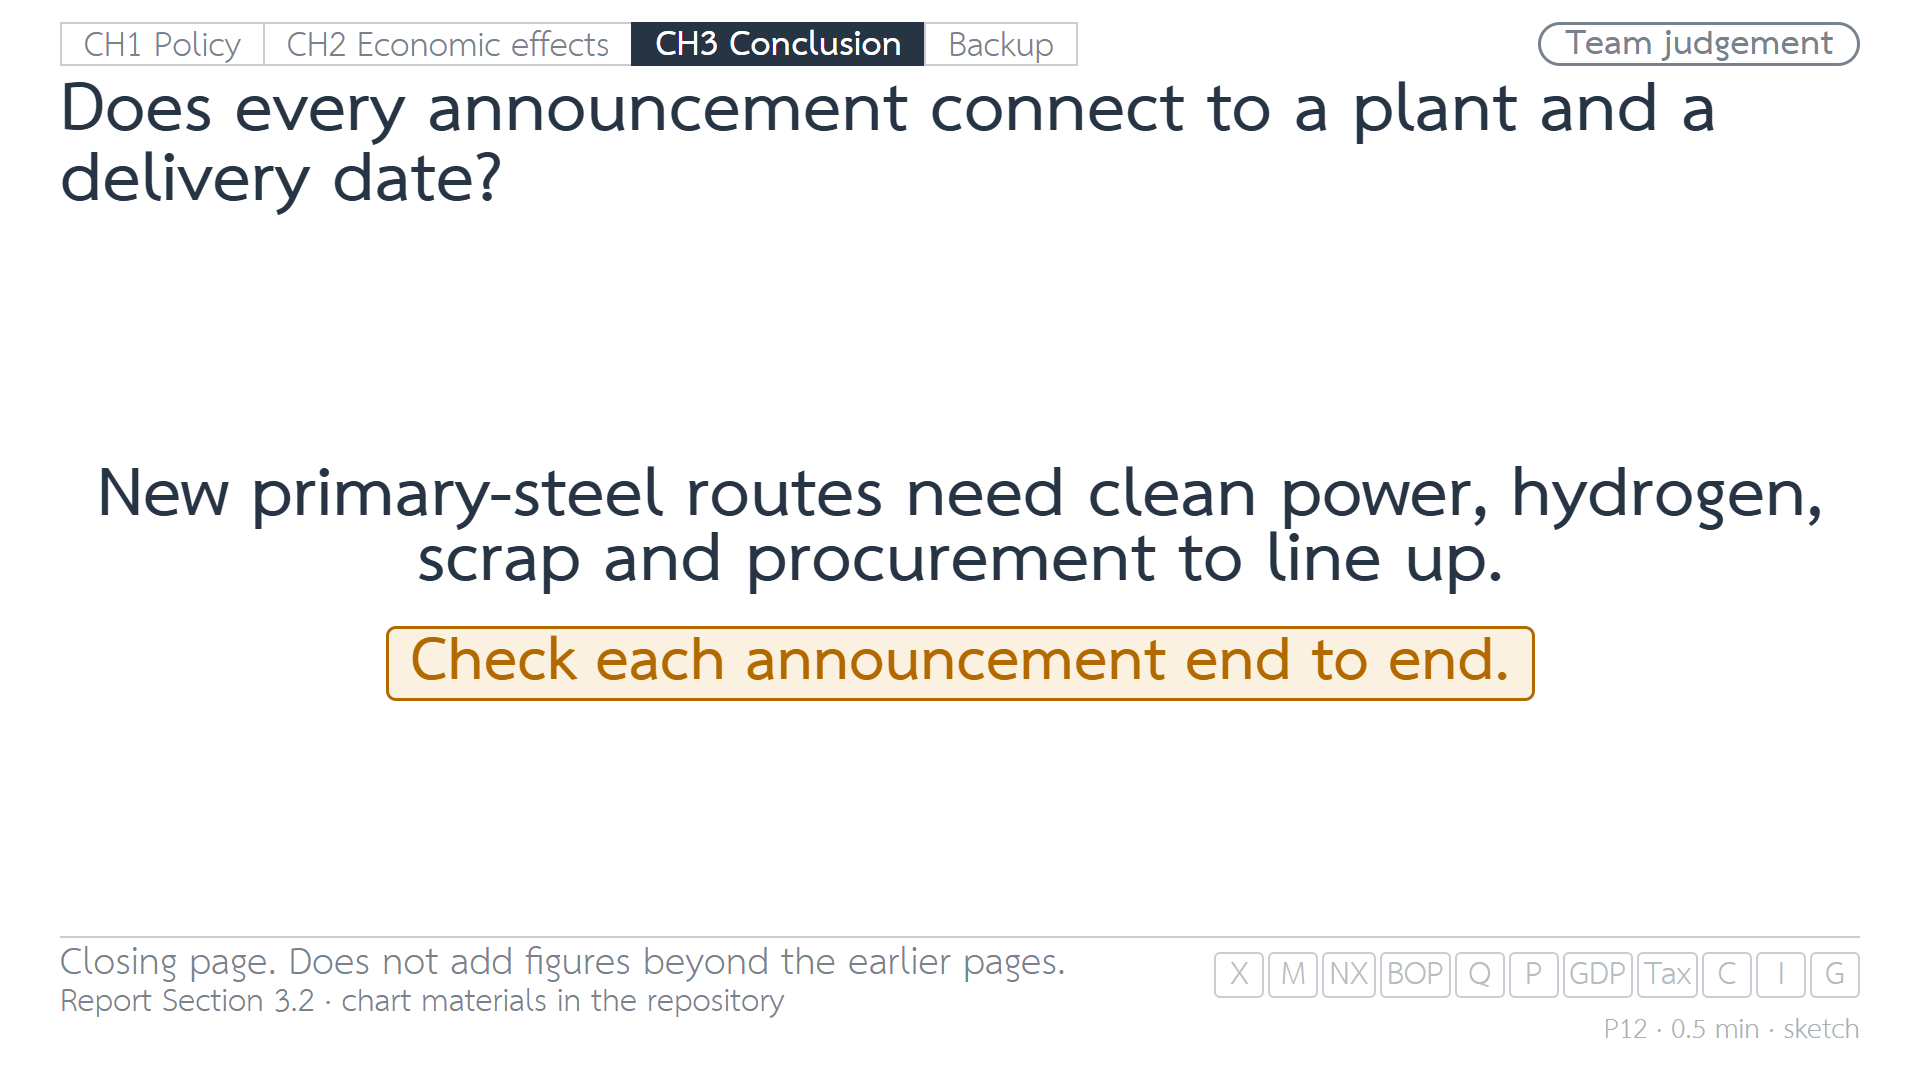 CH1 Policy
CH2 Economic effects
CH3 Conclusion
Backup
Team judgement
Does every announcement connect to a plant and a
delivery date?
New primary-steel routes need clean power, hydrogen,
scrap and procurement to line up.
Check each announcement end to end.
Closing page. Does not add figures beyond the earlier pages.
Report Section 3.2 · chart materials in the repository
X M NX BOP Q P GDP Tax C I G
P12 · 0.5 min · sketch